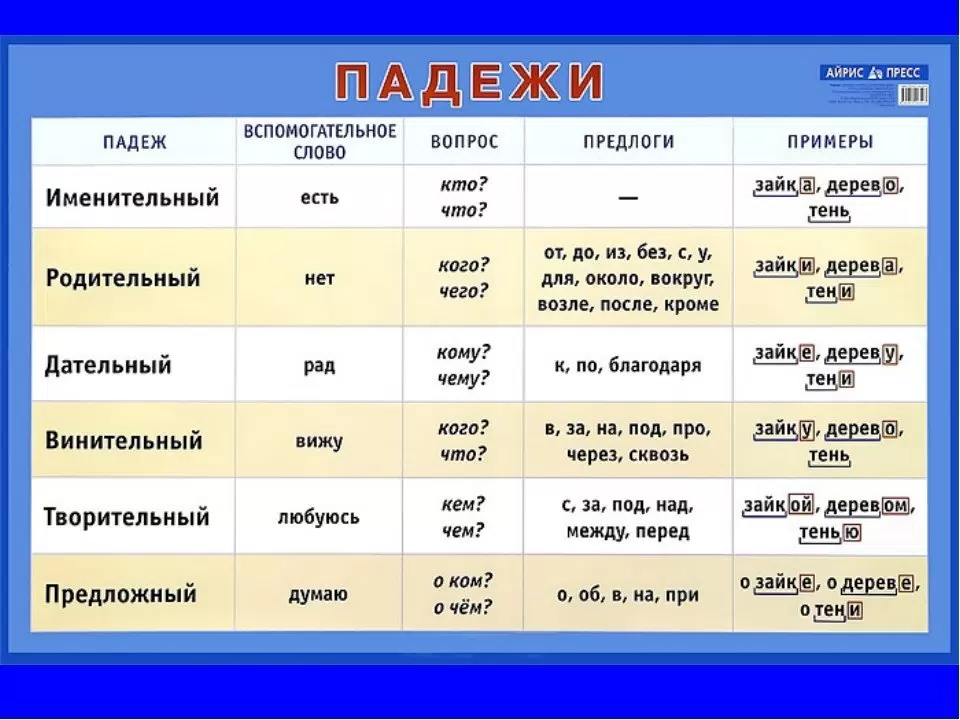 ПАДЕЖИ
АЙРИС ПРЕСС
ПАДЕЖ
ВСПОМОГАТЕЛЬНОЕ
СЛОВО
ВОПРОС
ПРЕДЛОГИ
ПРИМЕРЫ
Именительный
есть
кто?
что?
—
зайка, дерево,
тень
Родительный
нет
кого?
чего?
от, до, из, без, с, у,
для, около, вокруг,
возле, после, кроме
зайки, дерева,
тени
Дательный
рад
кому?
чему?
к, по, благодаря
зайке, дереву,
тени
Винительный
вижу
кого?
что?
в, за, на, под, про,
через, сквозь
зайку, дерево,
тень
Творительный
любуюсь
кем?
чем?
с, за, под, над,
между, перед
зайкой, деревом,
тенью
Предложный
думаю
о ком?
о чём?
о, об, в, на, при
о зайке, о дереве,
о тени